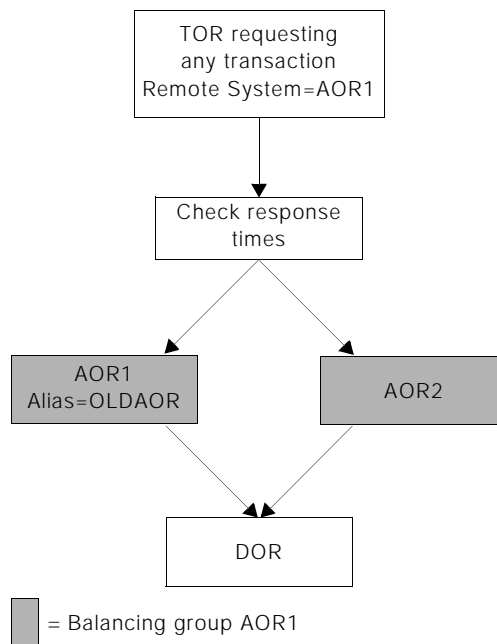 TOR requesting
any transaction
Remote System=AOR1
Check response
times
AOR1
Alias=OLDAOR
AOR2
DOR
= Balancing group AOR1